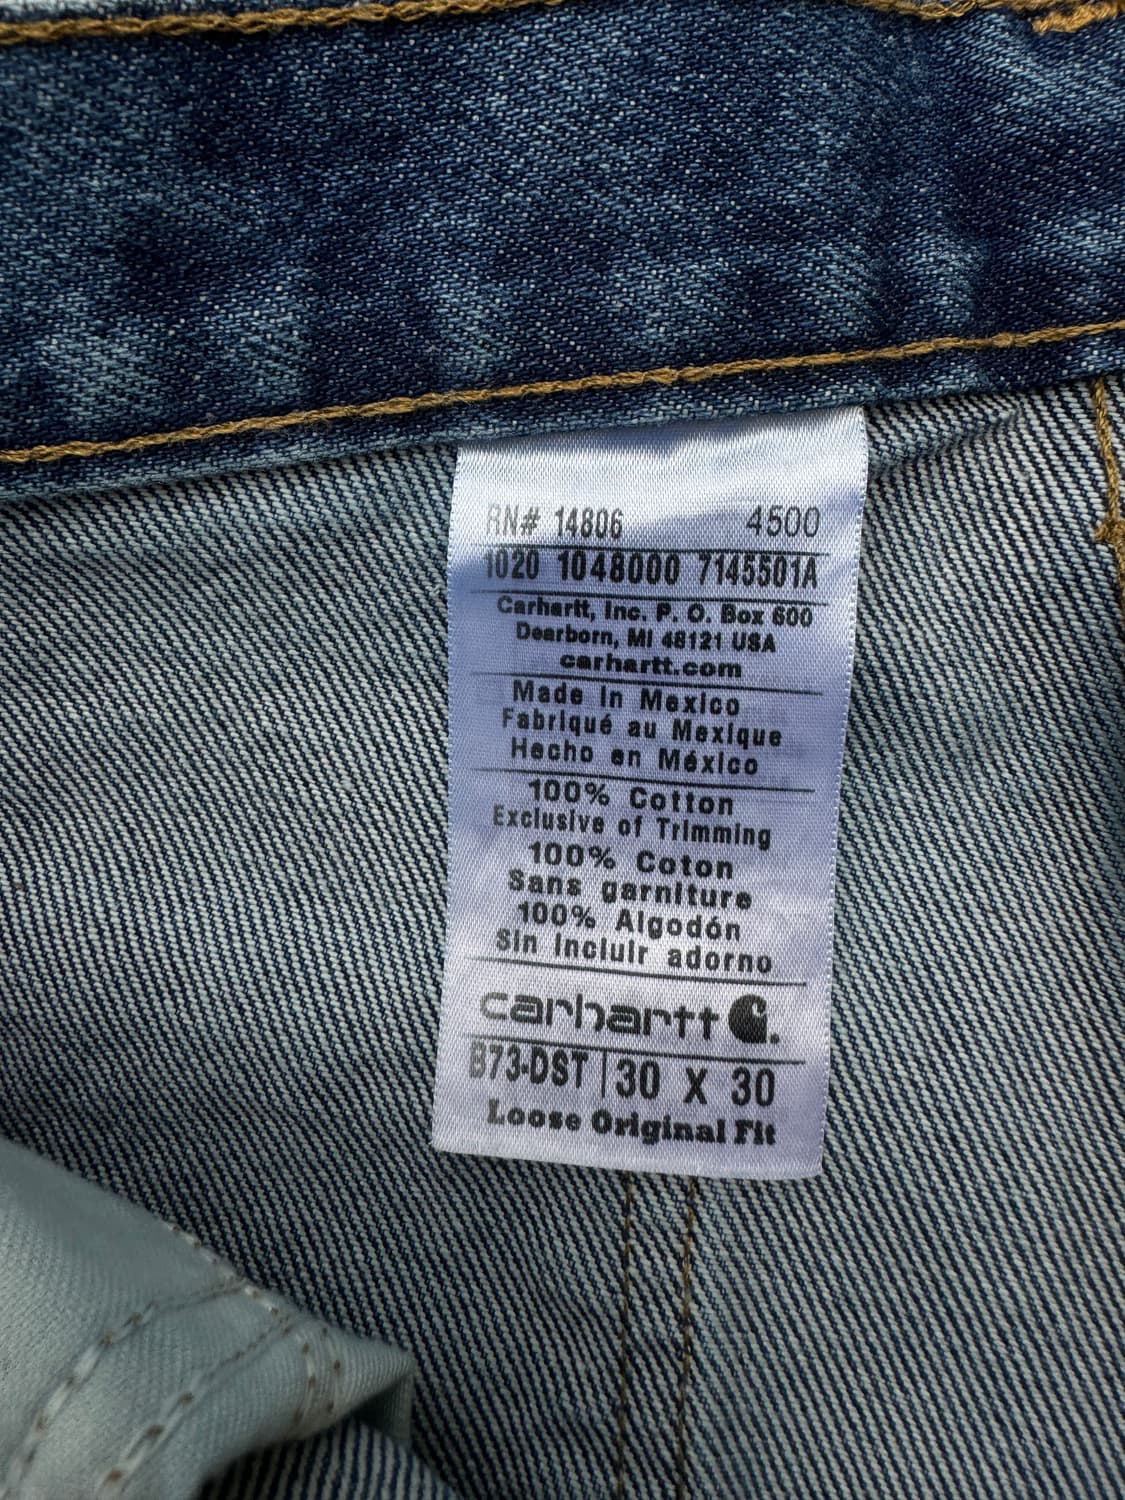 RN# 14806 4500
1020 1048000 7145501A
Carhartt, Inc. P. O. Box 600
Dearborn, MI 48121 USA
carhartt.com
Made in Mexico
Fabriqué au Mexique
Hecho en México
100% Cotton
Exclusive of Trimming
100% Coton
Sans garniture
100% Algodón
Sin incluir adorno
carhartt
B73-DST | 30 X 30
Loose Original Fit